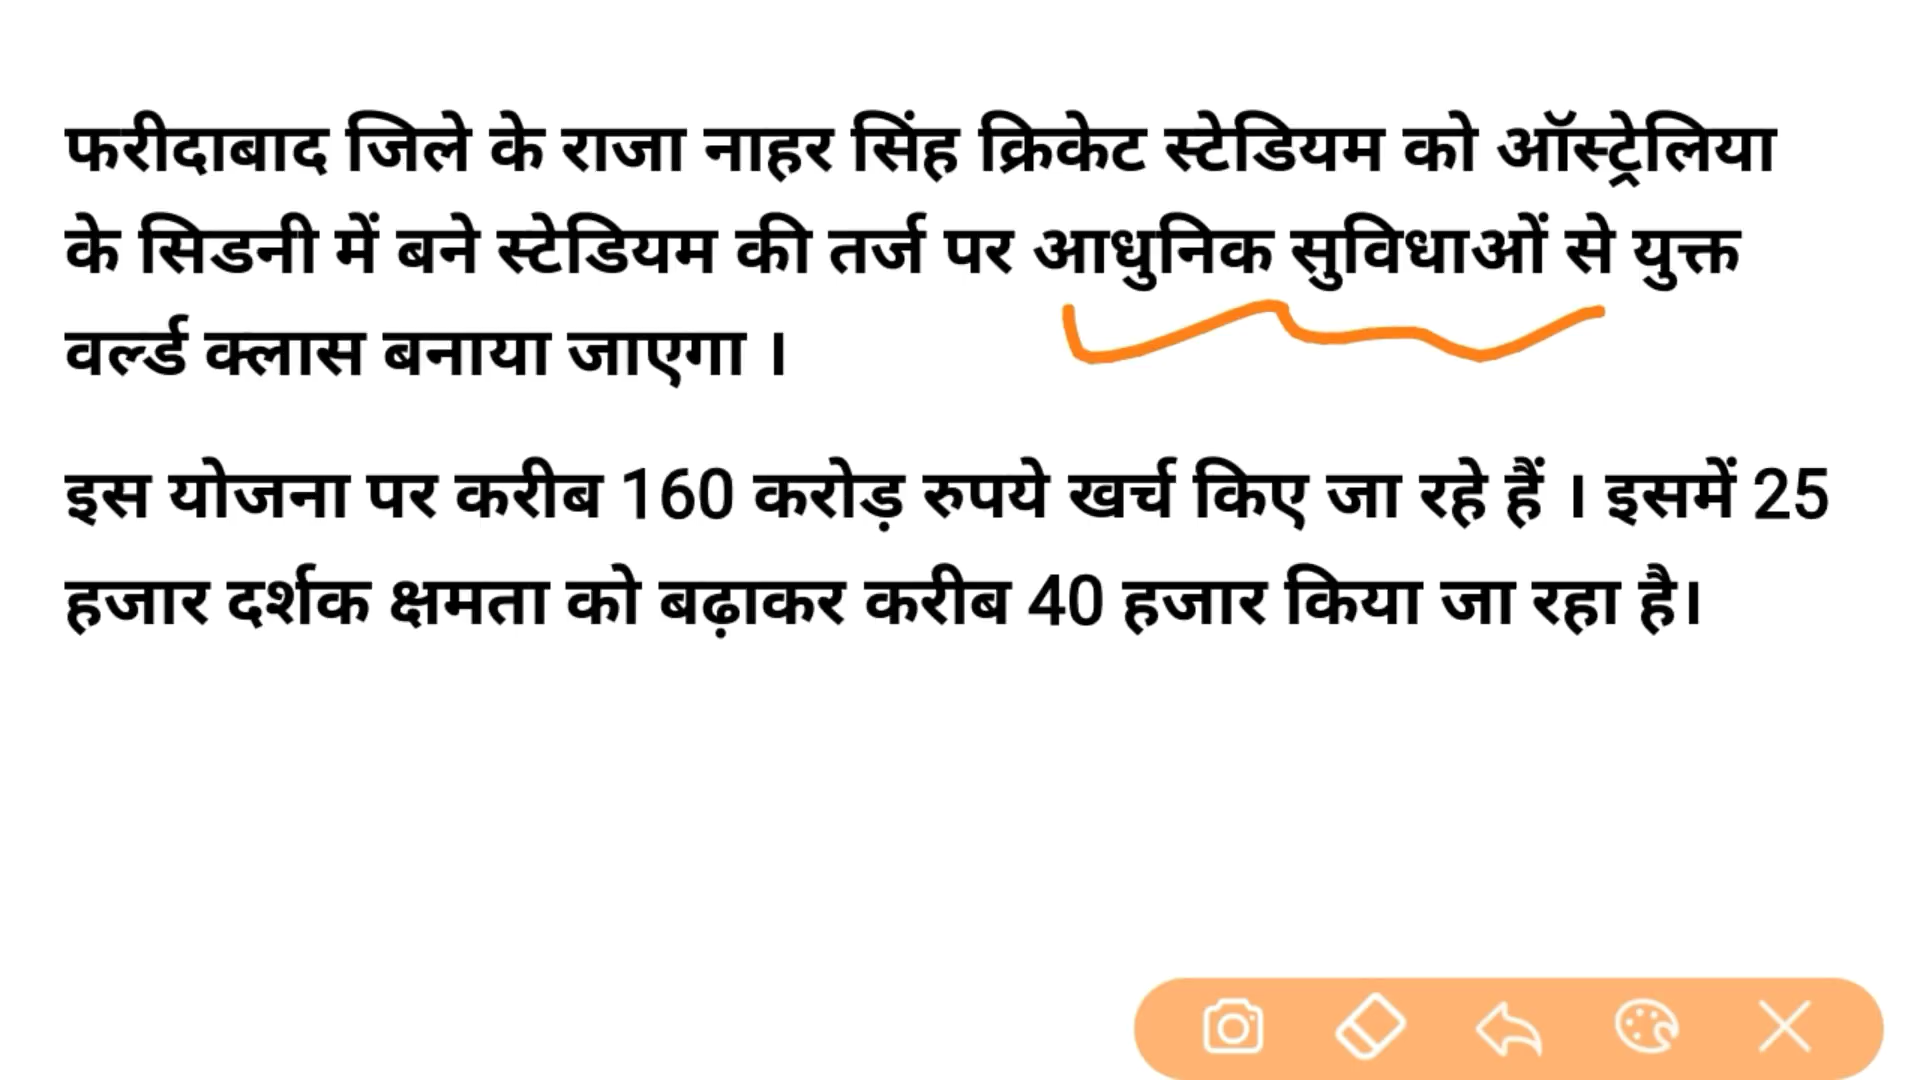 फरीदाबाद जिले के राजा नाहर सिंह क्रिकेट स्टेडियम को ऑस्ट्रेलिया
के सिडनी में बने स्टेडियम की तर्ज पर आधुनिक सुविधाओं से युक्त
वर्ल्ड क्लास बनाया जाएगा ।
इस योजना पर करीब 160 करोड़ रुपये खर्च किए जा रहे हैं । इसमें 25
हजार दर्शक क्षमता को बढ़ाकर करीब 40 हजार किया जा रहा है।